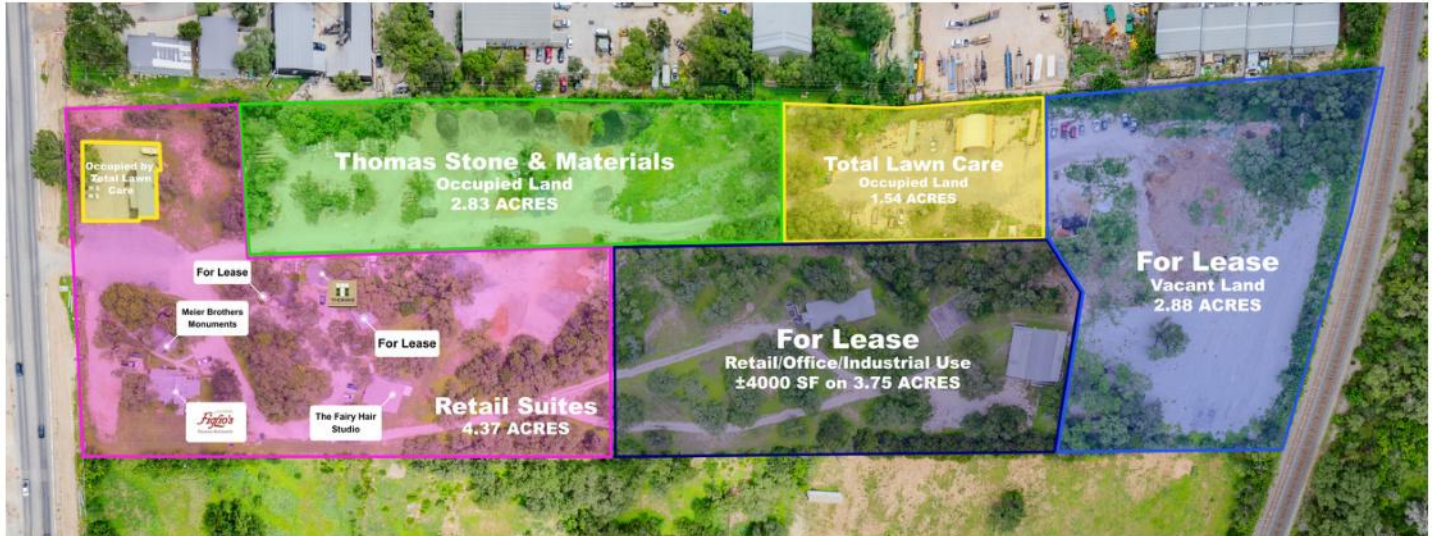 Occupied by
Total Lawn
Care
Thomas Stone & Materials
Occupied Land
2.83 ACRES
Total Lawn Care
Occupied Land
1.54 ACRES
For Lease
Vacant Land
2.88 ACRES
For Lease
THOMAS
Meier Brothers
Monuments
For Lease
For Lease
Retail/Office/Industrial Use
±4000 SF on 3.75 ACRES
Figlio's
The Fairy Hair
Studio
Retail Suites
4.37 ACRES